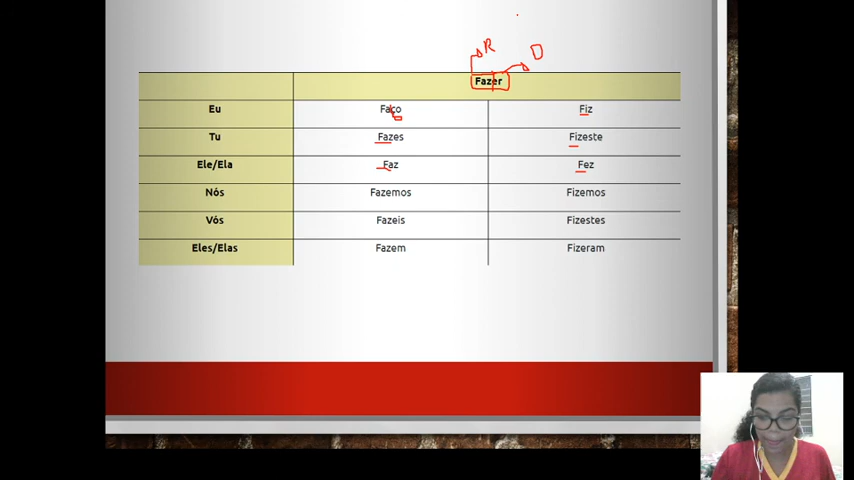 R
D
Fazer
Eu Faço Fiz
Tu Fazes Fizeste
Ele/Ela Faz Fez
Nós Fazemos Fizemos
Vós Fazeis Fizestes
Eles/Elas Fazem Fizeram